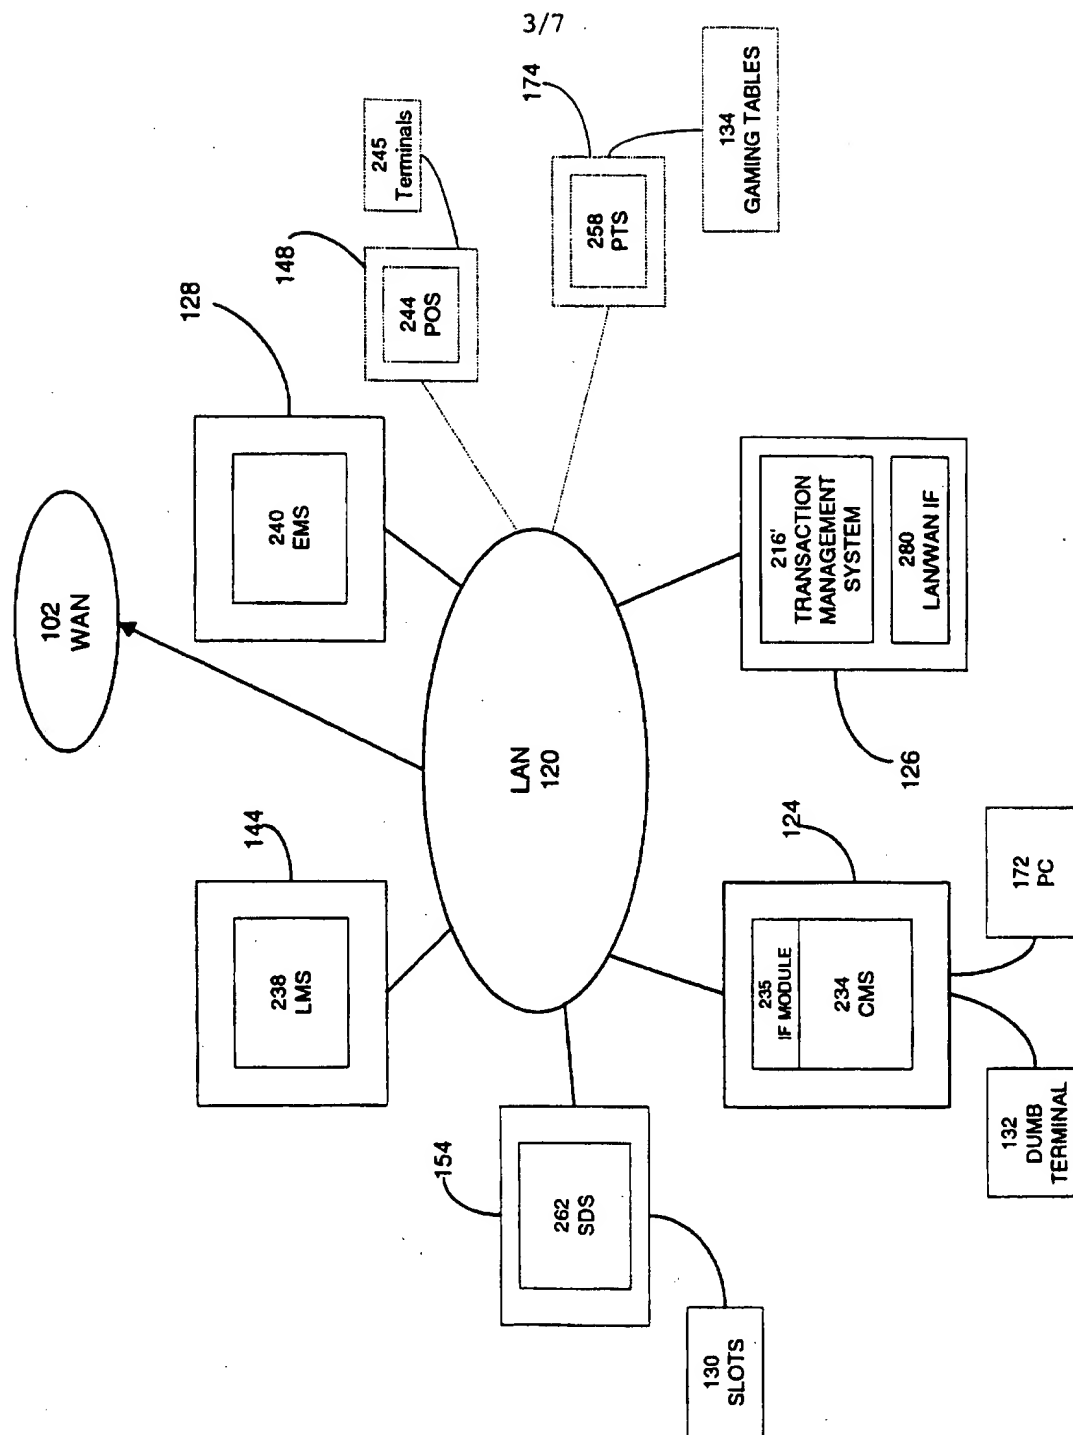 3/7
102
WAN
128
240
EMS
148
244
POS
245
Terminals
174
258
PTS
134
GAMING TABLES
144
238
LMS
LAN
120
216'
TRANSACTION
MANAGEMENT
SYSTEM
280
LAN/WAN IF
126
154
262
SDS
130
SLOTS
124
235
IF MODULE
234
CMS
132
DUMB
TERMINAL
172
PC